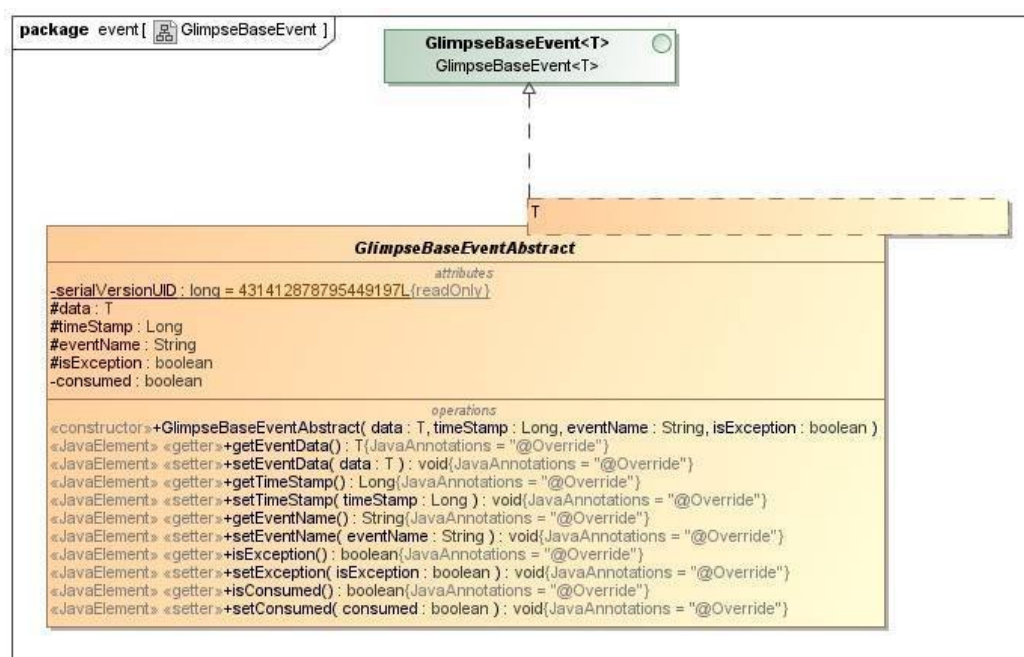 package event [ GlimpseBaseEvent ]
GlimpseBaseEvent<T>
GlimpseBaseEvent<T>
T
GlimpseBaseEventAbstract
attributes
-serialVersionUID : long = 431412878795449197L{readOnly}
#data : T
#timeStamp : Long
#eventName : String
#isException : boolean
-consumed : boolean
operations
«constructor»+GlimpseBaseEventAbstract( data : T, timeStamp : Long, eventName : String, isException : boolean )
«JavaElement» «getter»+getEventData() : T{JavaAnnotations = "@Override"}
«JavaElement» «setter»+setEventData( data : T ) : void{JavaAnnotations = "@Override"}
«JavaElement» «getter»+getTimeStamp() : Long{JavaAnnotations = "@Override"}
«JavaElement» «setter»+setTimeStamp( timeStamp : Long ) : void{JavaAnnotations = "@Override"}
«JavaElement» «getter»+getEventName() : String{JavaAnnotations = "@Override"}
«JavaElement» «setter»+setEventName( eventName : String ) : void{JavaAnnotations = "@Override"}
«JavaElement» «getter»+isException() : boolean{JavaAnnotations = "@Override"}
«JavaElement» «setter»+setException( isException : boolean ) : void{JavaAnnotations = "@Override"}
«JavaElement» «getter»+isConsumed() : boolean{JavaAnnotations = "@Override"}
«JavaElement» «setter»+setConsumed( consumed : boolean ) : void{JavaAnnotations = "@Override"}